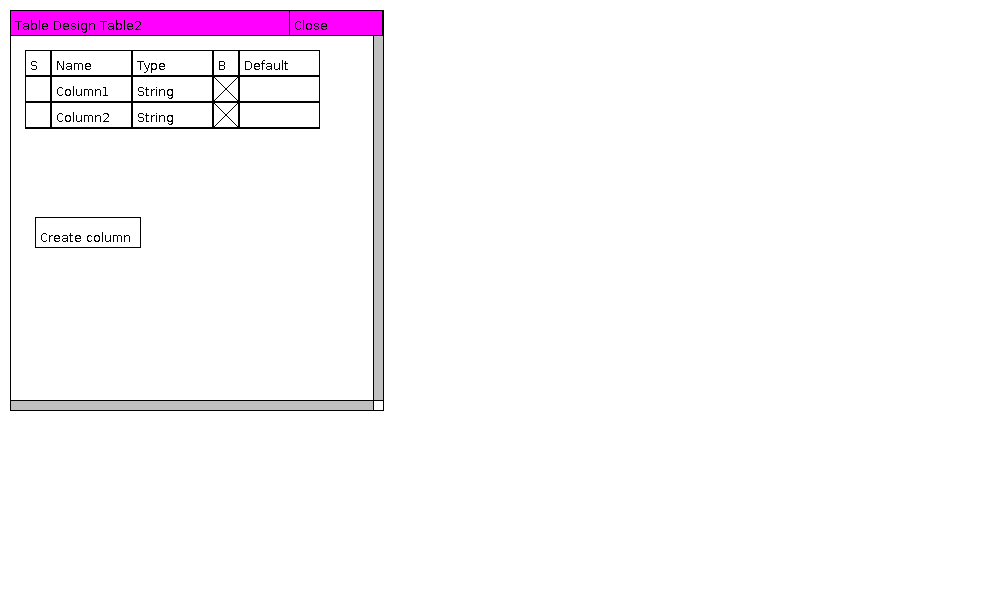 Table Design Table2 Close
S Name Type B Default
Column1 String
Column2 String
Create column